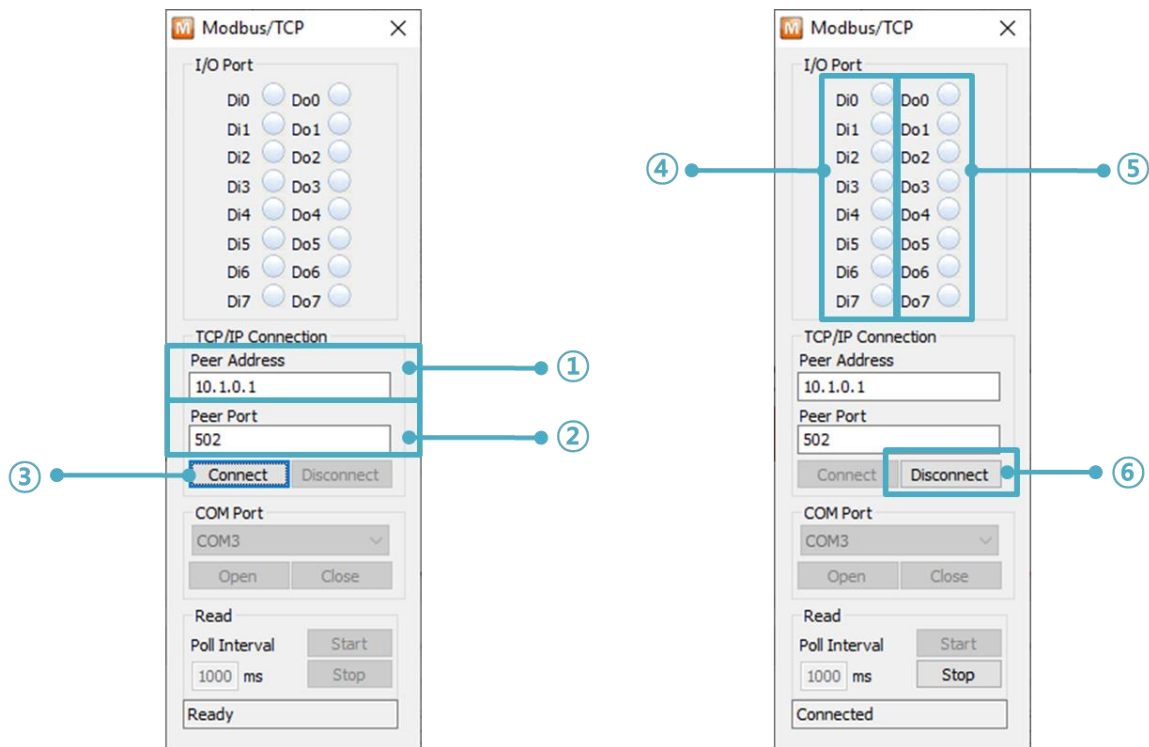 Modbus/TCP
I/O Port
Di0 Do0
Di1 Do1
Di2 Do2
Di3 Do3
Di4 Do4
Di5 Do5
Di6 Do6
Di7 Do7
TCP/IP Connection
Peer Address
10.1.0.1
①
Peer Port
502
②
③
Connect Disconnect
COM Port
COM3
Open Close
Read
Poll Interval Start
1000 ms Stop
Ready
Modbus/TCP
I/O Port
Di0 Do0
Di1 Do1
Di2 Do2
④
⑤
Di3 Do3
Di4 Do4
Di5 Do5
Di6 Do6
Di7 Do7
TCP/IP Connection
Peer Address
10.1.0.1
Peer Port
502
Connect Disconnect
⑥
COM Port
COM3
Open Close
Read
Poll Interval Start
1000 ms Stop
Connected